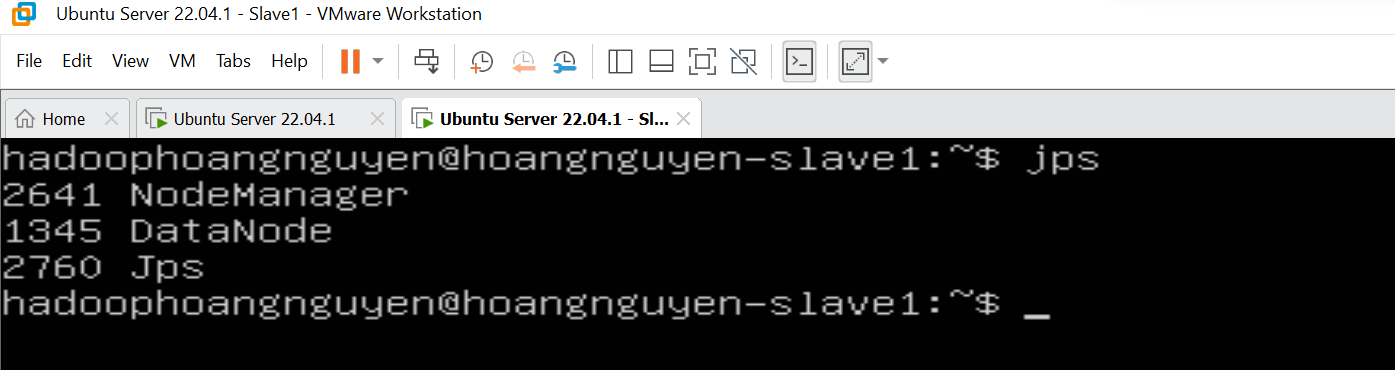 Ubuntu Server 22.04.1 - Slave1 - VMware Workstation
File Edit View VM Tabs Help
Home Ubuntu Server 22.04.1 Ubuntu Server 22.04.1 - Sl...
hadoophoangnguyen@hoangnguyen-slave1:~$ jps
2641 NodeManager
1345 DataNode
2760 Jps
hadoophoangnguyen@hoangnguyen-slave1:~$ _